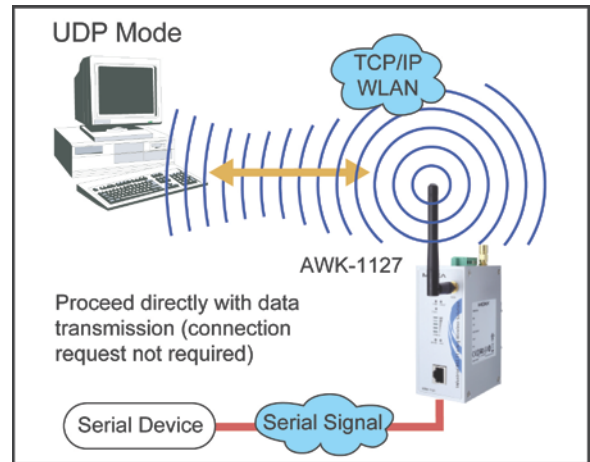 UDP Mode
TCP/IP
WLAN
AWK-1127
Proceed directly with data
transmission (connection
request not required)
Serial Device
Serial Signal